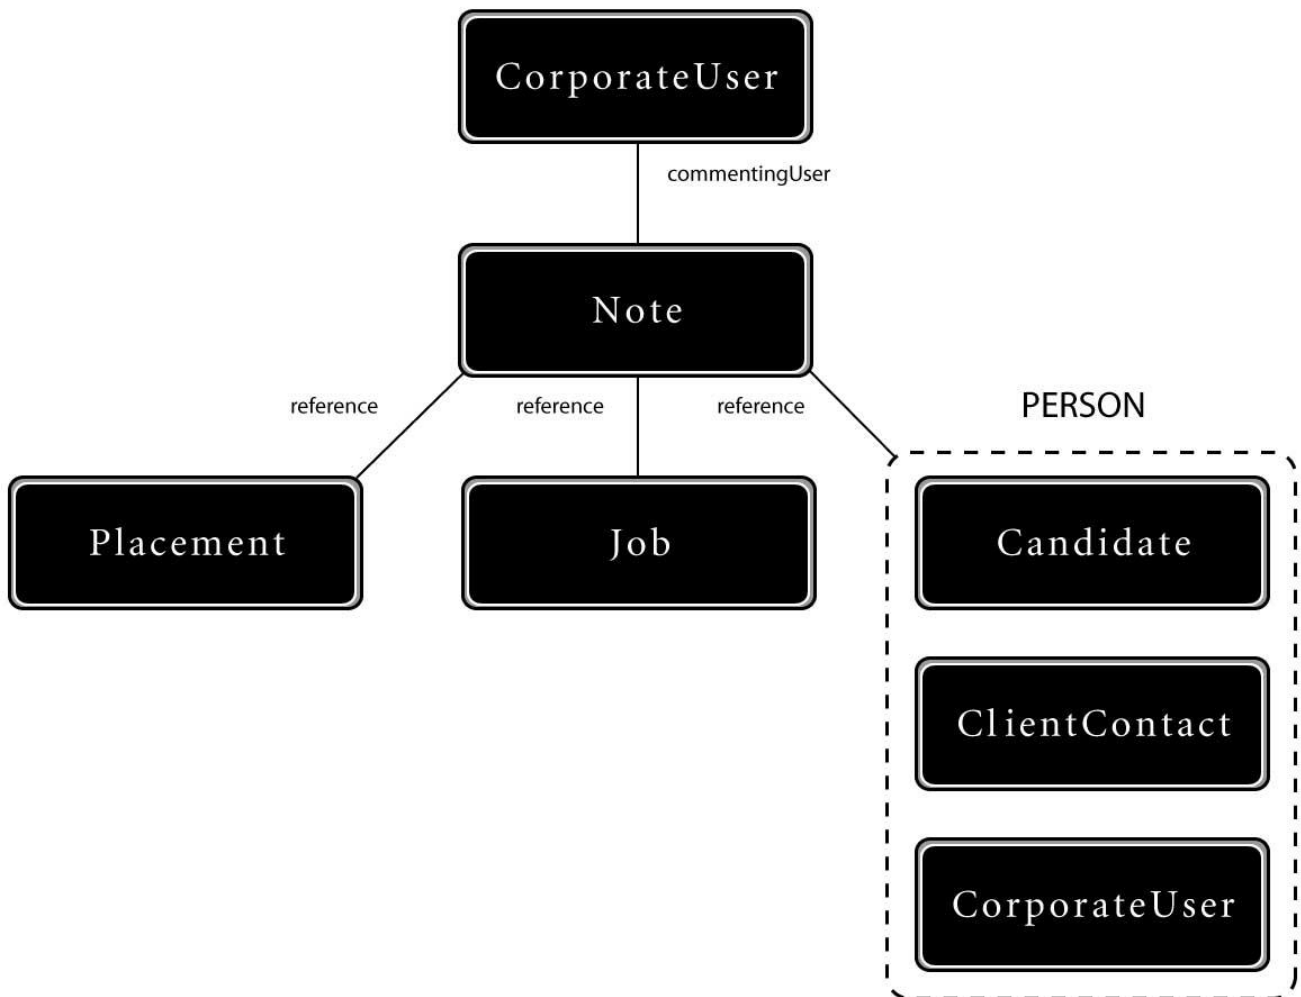 CorporateUser
commentingUser
Note
reference
reference
reference
PERSON
Placement
Job
Candidate
ClientContact
CorporateUser